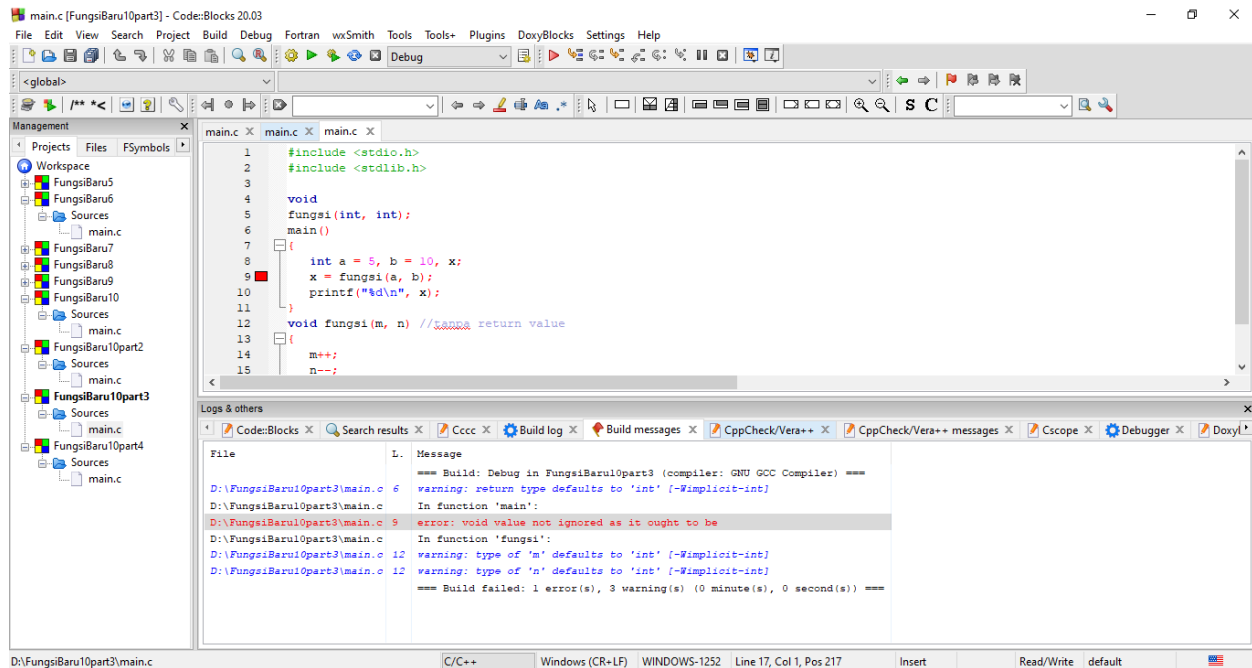 main.c [FungsiBaru10part3] - Code::Blocks 20.03
File Edit View Search Project Build Debug Fortran wxSmith Tools Tools+ Plugins DoxyBlocks Settings Help
Debug
<global>
/** *< S C
Management
Projects Files FSymbols
Workspace
FungsiBaru5
FungsiBaru6
Sources
main.c
FungsiBaru7
FungsiBaru8
FungsiBaru9
FungsiBaru10
Sources
main.c
FungsiBaru10part2
Sources
main.c
FungsiBaru10part3
Sources
main.c
FungsiBaru10part4
Sources
main.c
main.c main.c main.c
1 #include <stdio.h>
2 #include <stdlib.h>
3
4 void
5 fungsi(int, int);
6 main()
7 {
8 int a = 5, b = 10, x;
9 x = fungsi(a, b);
10 printf("%d\n", x);
11 }
12 void fungsi(m, n) //tanpa return value
13 {
14 m++;
15 n--;
Logs & others
Code::Blocks Search results Cccc Build log Build messages CppCheck/Vera++ CppCheck/Vera++ messages Cscope Debugger Doxyl
File L. Message
=== Build: Debug in FungsiBaru10part3 (compiler: GNU GCC Compiler) ===
D:\FungsiBaru10part3\main.c 6 warning: return type defaults to 'int' [-Wimplicit-int]
D:\FungsiBaru10part3\main.c In function 'main':
D:\FungsiBaru10part3\main.c 9 error: void value not ignored as it ought to be
D:\FungsiBaru10part3\main.c In function 'fungsi':
D:\FungsiBaru10part3\main.c 12 warning: type of 'm' defaults to 'int' [-Wimplicit-int]
D:\FungsiBaru10part3\main.c 12 warning: type of 'n' defaults to 'int' [-Wimplicit-int]
=== Build failed: 1 error(s), 3 warning(s) (0 minute(s), 0 second(s)) ===
D:\FungsiBaru10part3\main.c C/C++ Windows (CR+LF) WINDOWS-1252 Line 17, Col 1, Pos 217 Insert Read/Write default